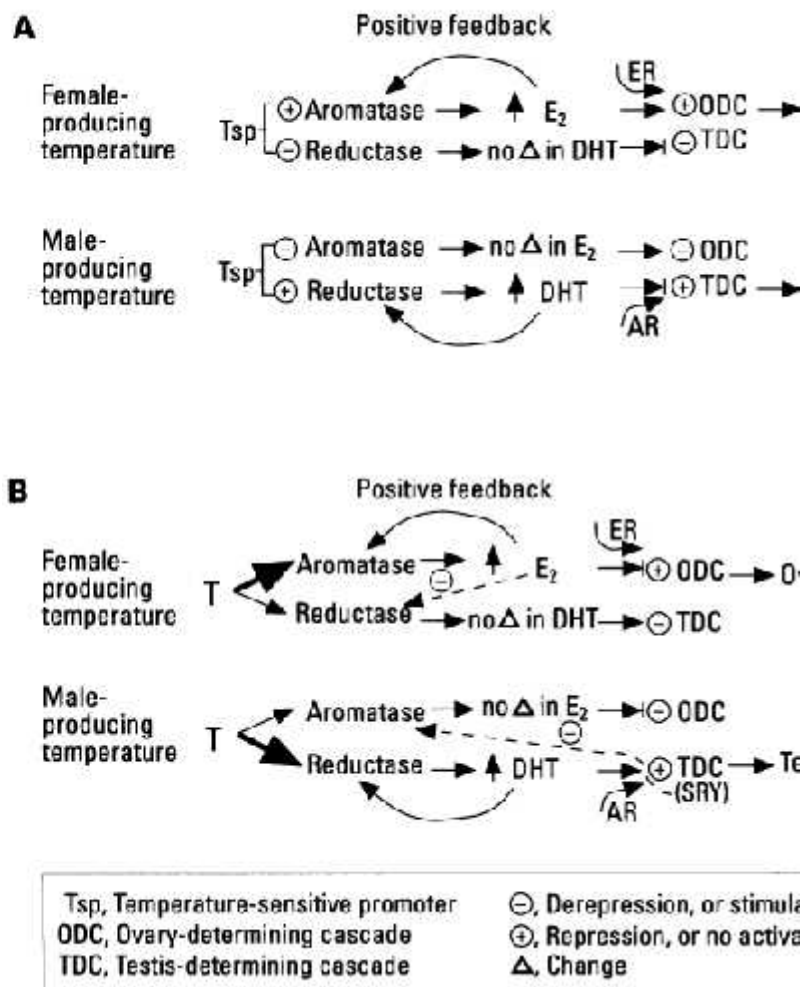 A
Positive feedback
Female-
producing
temperature
Tsp
⊕ Aromatase → ↑ E₂ → ⊕ ODC →
ER
⊖ Reductase → no Δ in DHT → ⊖ TDC
Male-
producing
temperature
Tsp
⊖ Aromatase → no Δ in E₂ → ⊖ ODC
⊕ Reductase → ↑ DHT → ⊕ TDC →
AR
B
Positive feedback
Female-
producing
temperature
T
Aromatase → ↑ E₂ → ⊕ ODC →
ER
⊖
Reductase → no Δ in DHT → ⊖ TDC
Male-
producing
temperature
T
Aromatase → no Δ in E₂ → ⊖ ODC
⊖
Reductase → ↑ DHT → ⊕ TDC → Te
AR
(SRY)
Tsp, Temperature-sensitive promoter
ODC, Ovary-determining cascade
TDC, Testis-determining cascade
⊖, Derepression, or stimula
⊕, Repression, or no activa
Δ, Change